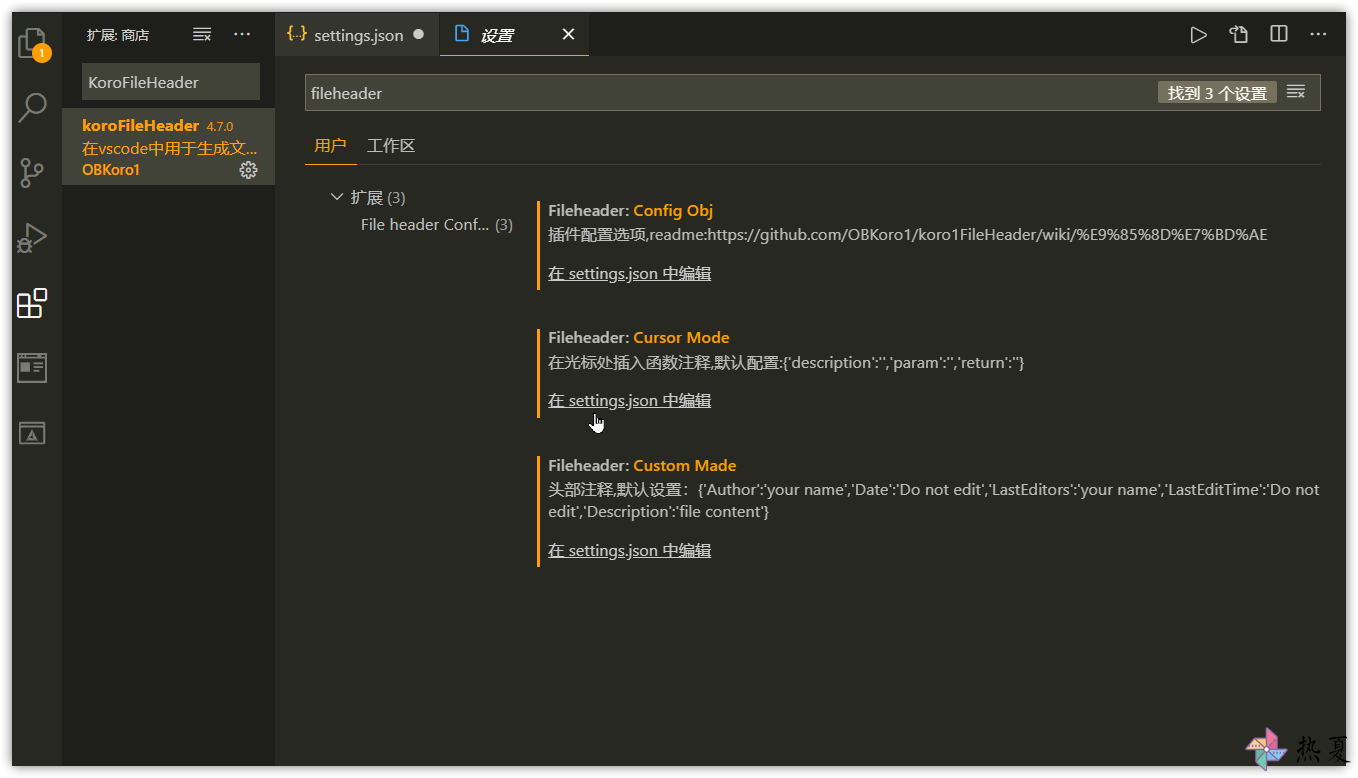 扩展: 商店
settings.json
设置
1
KoroFileHeader
koroFileHeader 4.7.0
在vscode中用于生成文...
OBKoro1
fileheader
找到 3 个设置
用户
工作区
扩展 (3)
File header Conf... (3)
Fileheader: Config Obj
插件配置选项,readme:https://github.com/OBKoro1/koro1FileHeader/wiki/%E9%85%8D%E7%BD%AE
在 settings.json 中编辑
Fileheader: Cursor Mode
在光标处插入函数注释,默认配置:{'description':'','param':'','return':''}
在 settings.json 中编辑
Fileheader: Custom Made
头部注释,默认设置：{'Author':'your name','Date':'Do not edit','LastEditors':'your name','LastEditTime':'Do not
edit','Description':'file content'}
在 settings.json 中编辑
热夏